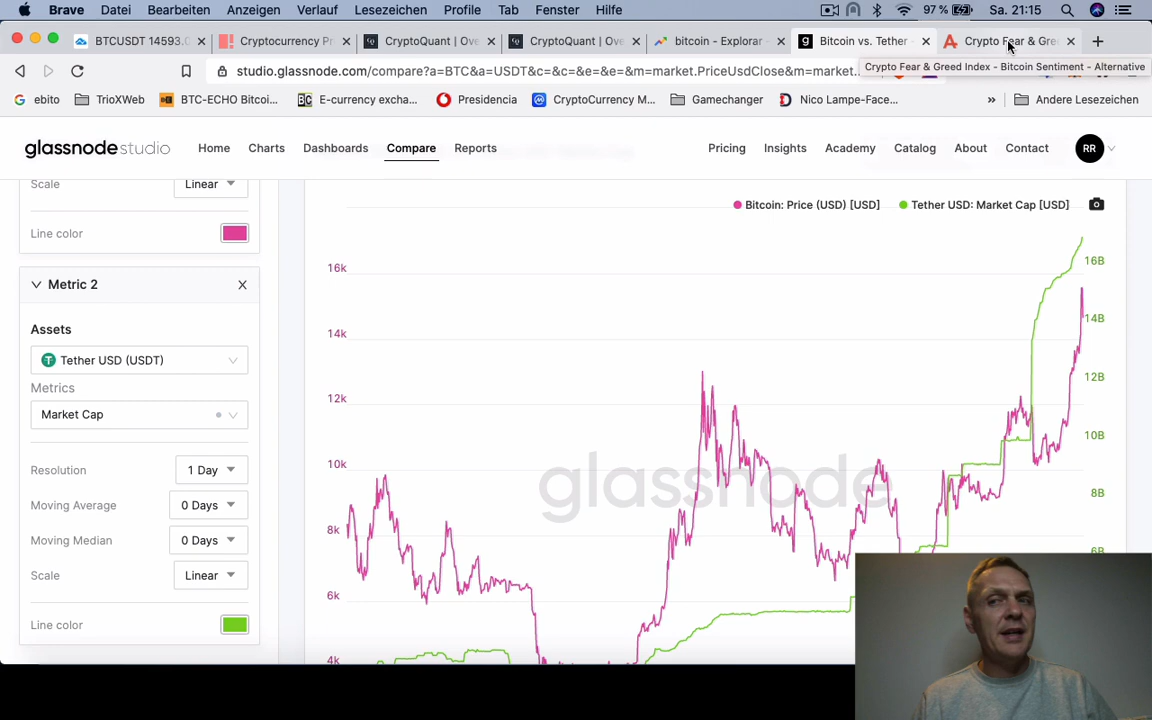 Brave Datei Bearbeiten Anzeigen Verlauf Lesezeichen Profile Tab Fenster Hilfe 97 % Sa. 21:15
BTCUSDT 14593.0 Cryptocurrency Pr CryptoQuant | Ove CryptoQuant | Ove bitcoin - Explorar - Bitcoin vs. Tether - Crypto Fear & Gre
studio.glassnode.com/compare?a=BTC&a=USDT&c=&c=&e=&e=&m=market.PriceUsdClose&m=market.
Crypto Fear & Greed Index - Bitcoin Sentiment - Alternative
ebito TrioXWeb BTC-ECHO Bitcoi... E-currency excha... Presidencia CryptoCurrency M... Gamechanger Nico Lampe-Face... » Andere Lesezeichen
glassnode studio Home Charts Dashboards Compare Reports Pricing Insights Academy Catalog About Contact RR
Scale Linear
Line color
Metric 2 X
Assets
Tether USD (USDT)
Metrics
Market Cap
Resolution 1 Day
Moving Average 0 Days
Moving Median 0 Days
Scale Linear
Line color
Bitcoin: Price (USD) [USD] Tether USD: Market Cap [USD]
16k
14k
12k
10k
8k
6k
4k
16B
14B
12B
10B
8B
6B
glassnode